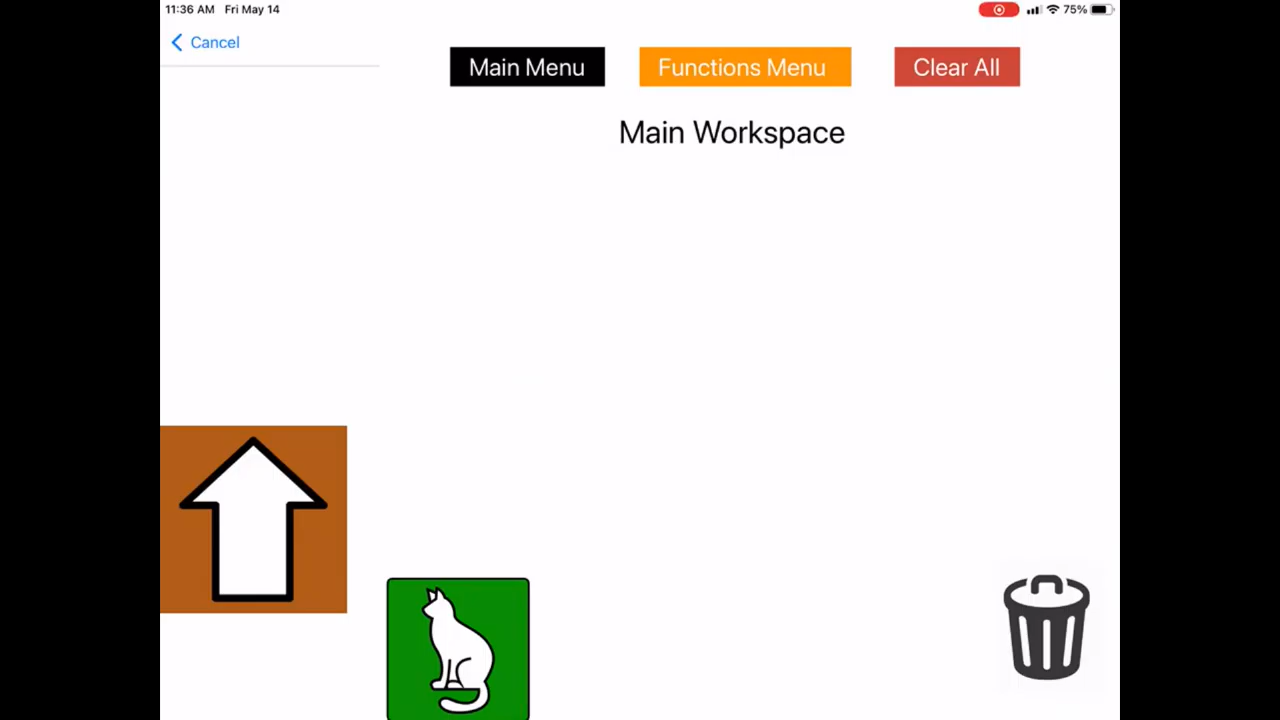 11:36 AM Fri May 14
75%
Cancel
Main Menu
Functions Menu
Clear All
Main Workspace